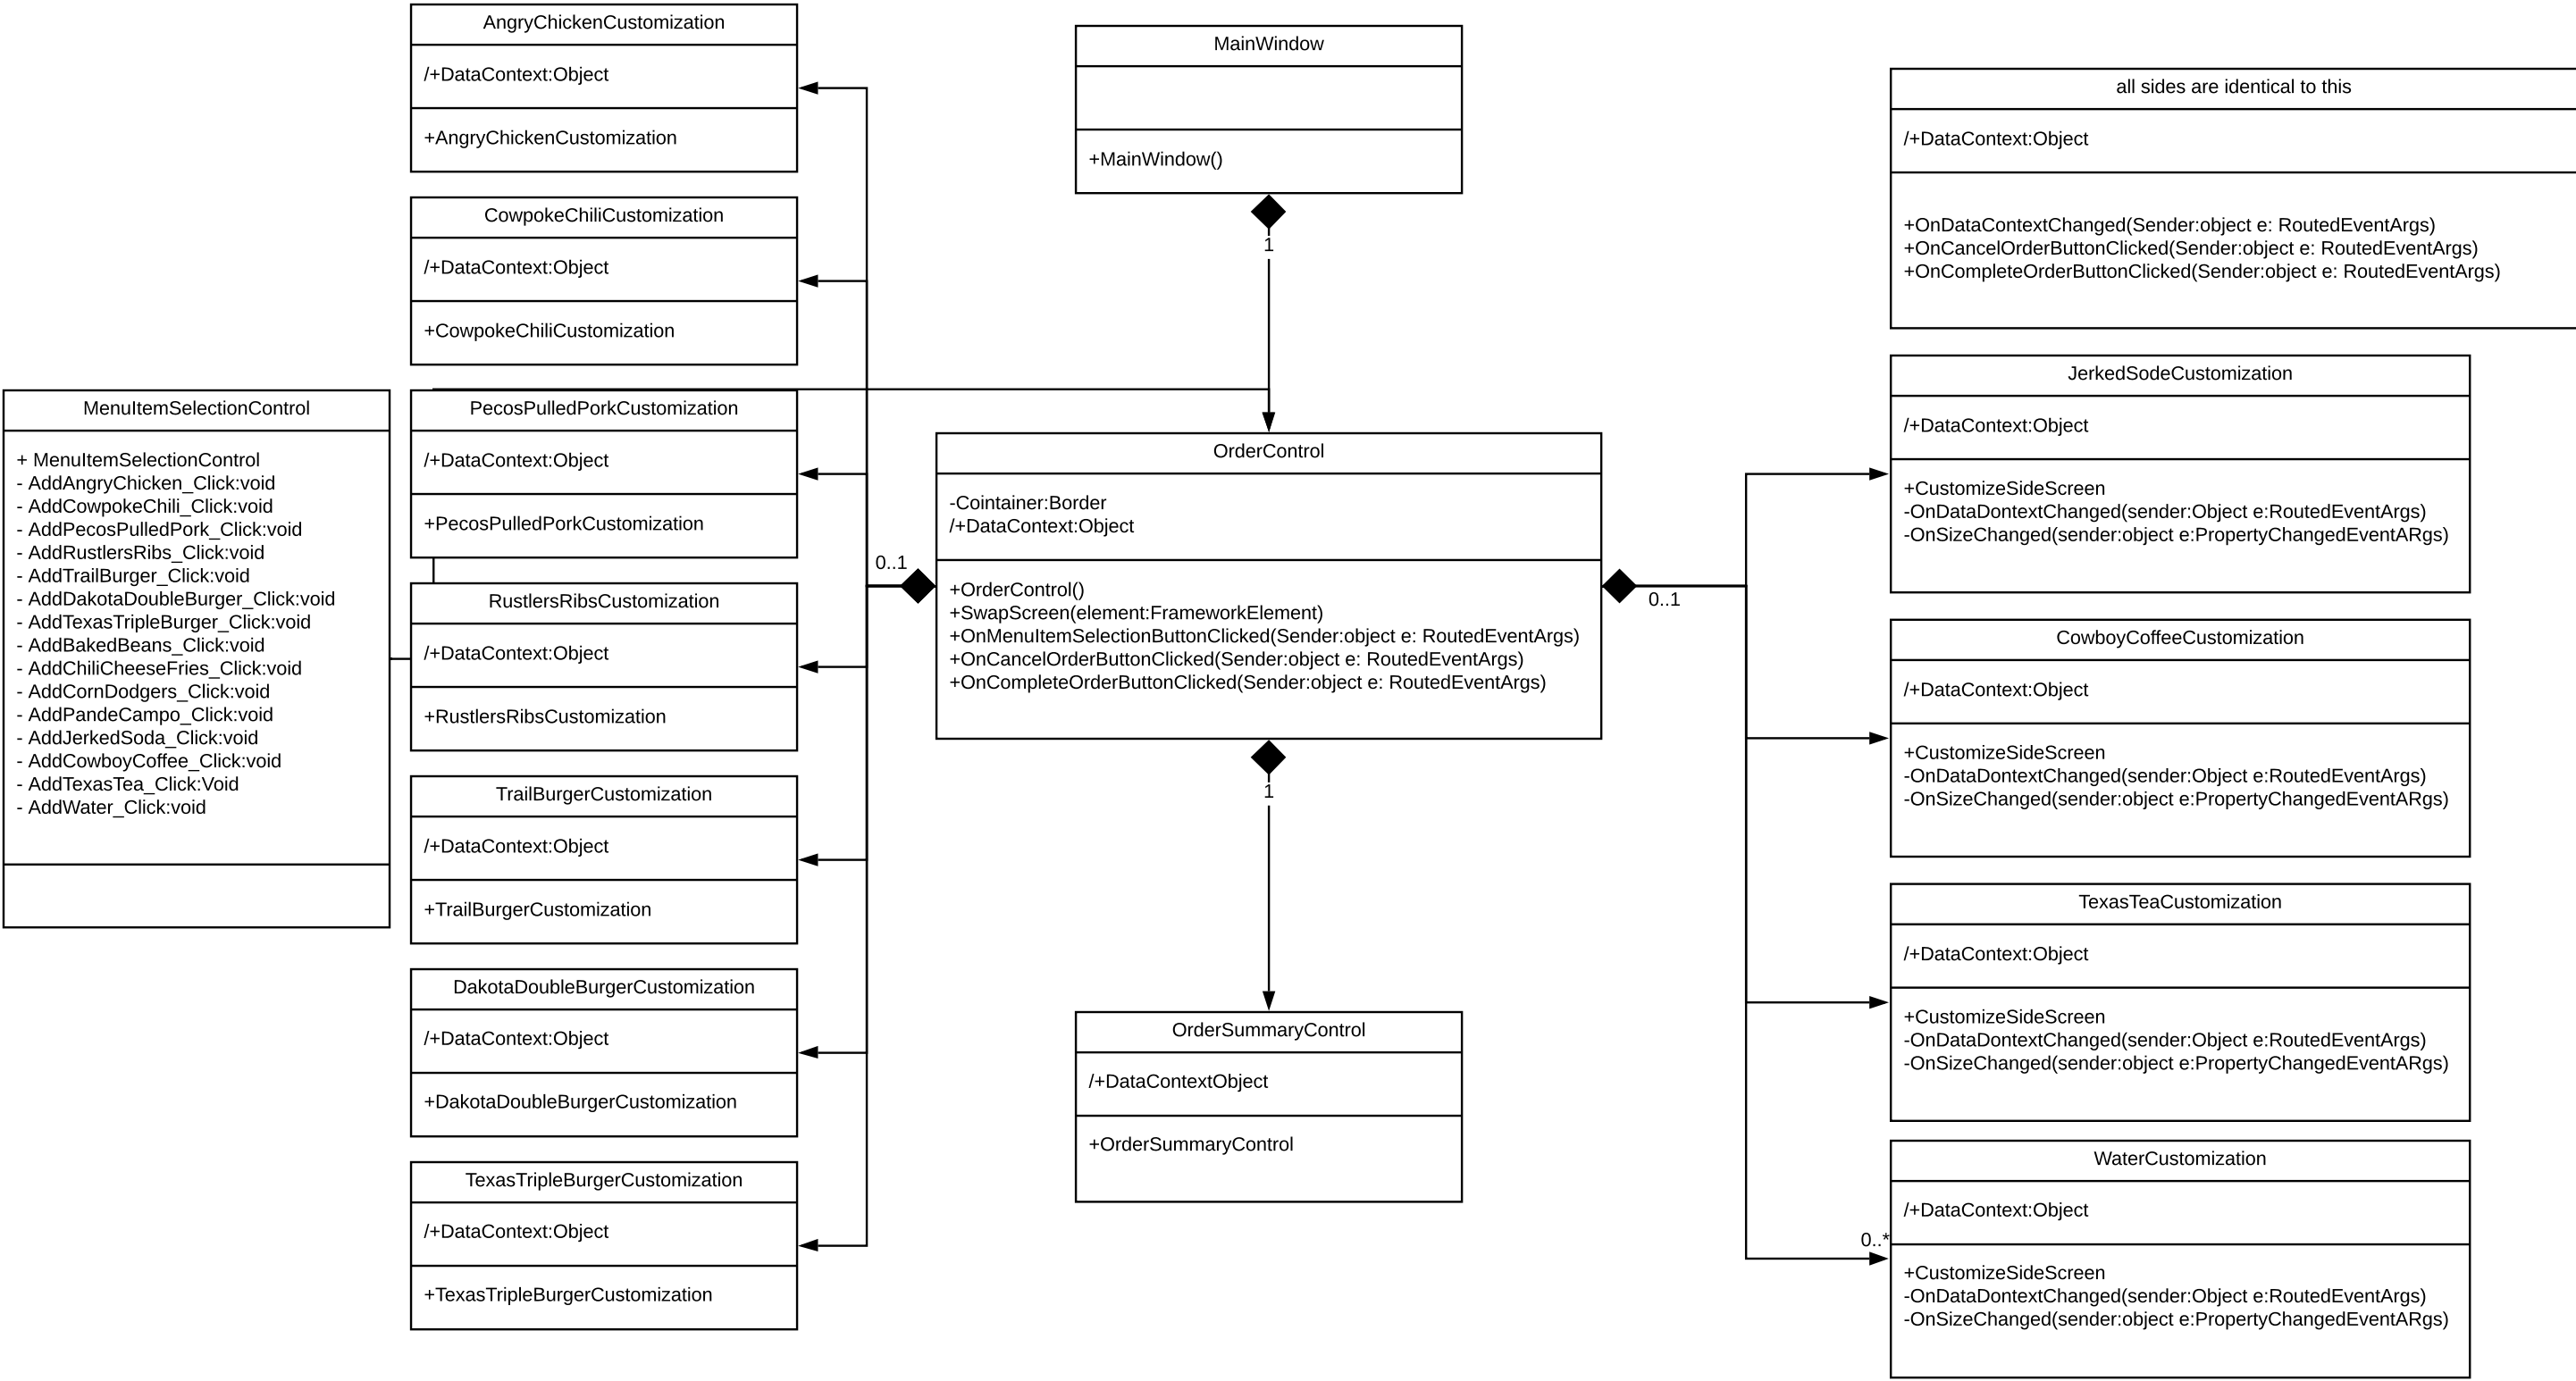 AngryChickenCustomization
/+DataContext:Object
+AngryChickenCustomization
CowpokeChiliCustomization
/+DataContext:Object
+CowpokeChiliCustomization
MenuItemSelectionControl
+ MenuItemSelectionControl
- AddAngryChicken_Click:void
- AddCowpokeChili_Click:void
- AddPecosPulledPork_Click:void
- AddRustlersRibs_Click:void
- AddTrailBurger_Click:void
- AddDakotaDoubleBurger_Click:void
- AddTexasTripleBurger_Click:void
- AddBakedBeans_Click:void
- AddChiliCheeseFries_Click:void
- AddCornDodgers_Click:void
- AddPandeCampo_Click:void
- AddJerkedSoda_Click:void
- AddCowboyCoffee_Click:void
- AddTexasTea_Click:Void
- AddWater_Click:void
PecosPulledPorkCustomization
/+DataContext:Object
+PecosPulledPorkCustomization
RustlersRibsCustomization
/+DataContext:Object
+RustlersRibsCustomization
TrailBurgerCustomization
/+DataContext:Object
+TrailBurgerCustomization
DakotaDoubleBurgerCustomization
/+DataContext:Object
+DakotaDoubleBurgerCustomization
TexasTripleBurgerCustomization
/+DataContext:Object
+TexasTripleBurgerCustomization
MainWindow
+MainWindow()
1
OrderControl
-Cointainer:Border
/+DataContext:Object
+OrderControl()
+SwapScreen(element:FrameworkElement)
+OnMenuItemSelectionButtonClicked(Sender:object e: RoutedEventArgs)
+OnCancelOrderButtonClicked(Sender:object e: RoutedEventArgs)
+OnCompleteOrderButtonClicked(Sender:object e: RoutedEventArgs)
0..1
0..1
1
OrderSummaryControl
/+DataContextObject
+OrderSummaryControl
all sides are identical to this
/+DataContext:Object
+OnDataContextChanged(Sender:object e: RoutedEventArgs)
+OnCancelOrderButtonClicked(Sender:object e: RoutedEventArgs)
+OnCompleteOrderButtonClicked(Sender:object e: RoutedEventArgs)
JerkedSodeCustomization
/+DataContext:Object
+CustomizeSideScreen
-OnDataDontextChanged(sender:Object e:RoutedEventArgs)
-OnSizeChanged(sender:object e:PropertyChangedEventARgs)
CowboyCoffeeCustomization
/+DataContext:Object
+CustomizeSideScreen
-OnDataDontextChanged(sender:Object e:RoutedEventArgs)
-OnSizeChanged(sender:object e:PropertyChangedEventARgs)
TexasTeaCustomization
/+DataContext:Object
+CustomizeSideScreen
-OnDataDontextChanged(sender:Object e:RoutedEventArgs)
-OnSizeChanged(sender:object e:PropertyChangedEventARgs)
WaterCustomization
/+DataContext:Object
0..*
+CustomizeSideScreen
-OnDataDontextChanged(sender:Object e:RoutedEventArgs)
-OnSizeChanged(sender:object e:PropertyChangedEventARgs)